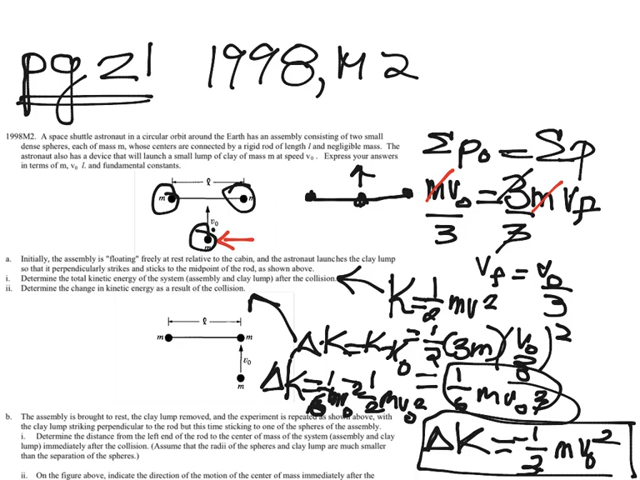 pg 21 1998, M2
1998M2. A space shuttle astronaut in a circular orbit around the Earth has an assembly consisting of two small
dense spheres, each of mass m, whose centers are connected by a rigid rod of length l and negligible mass. The
astronaut also has a device that will launch a small lump of clay of mass m at speed v₀ . Express your answers
in terms of m, v₀ l. and fundamental constants.
Σp₀ = Σp
mv₀ = 3m vf
3 3
vf = v₀
3
ℓ
m m
v₀
m
a. Initially, the assembly is "floating" freely at rest relative to the cabin, and the astronaut launches the clay lump
so that it perpendicularly strikes and sticks to the midpoint of the rod, as shown above.
i. Determine the total kinetic energy of the system (assembly and clay lump) after the collision.
ii. Determine the change in kinetic energy as a result of the collision.
K = 1/2 mv²
ℓ
m m
v₀
m
ΔK = -1/3 mv₀²
b. The assembly is brought to rest, the clay lump removed, and the experiment is repeated as shown above, with
the clay lump striking perpendicular to the rod but this time sticking to one of the spheres of the assembly.
i. Determine the distance from the left end of the rod to the center of mass of the system (assembly and clay
lump) immediately after the collision. (Assume that the radii of the spheres and clay lump are much smaller
than the separation of the spheres.)
ii. On the figure above, indicate the direction of the motion of the center of mass immediately after the